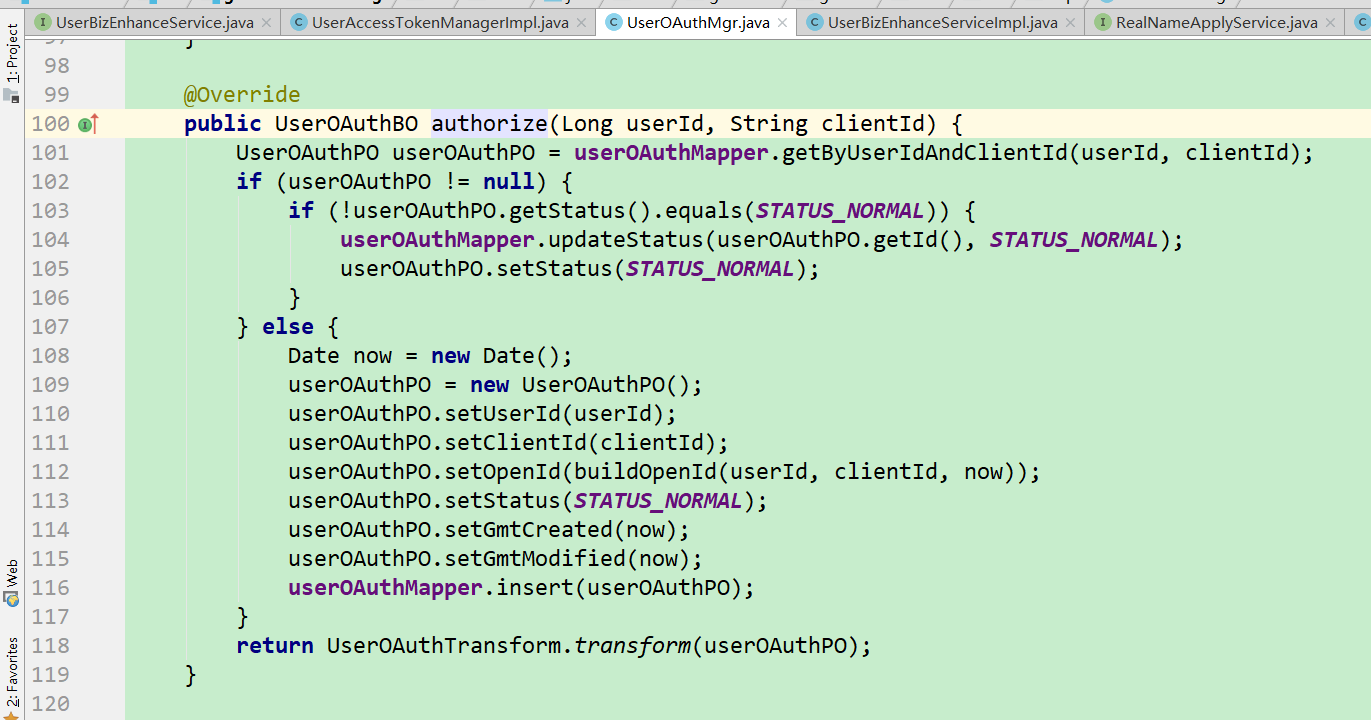 UserBizEnhanceService.java
UserAccessTokenManagerImpl.java
UserOAuthMgr.java
UserBizEnhanceServiceImpl.java
RealNameApplyService.java
1: Project
Web
2: Favorites
98
99 @Override
100 public UserOAuthBO authorize(Long userId, String clientId) {
101 UserOAuthPO userOAuthPO = userOAuthMapper.getByUserIdAndClientId(userId, clientId);
102 if (userOAuthPO != null) {
103 if (!userOAuthPO.getStatus().equals(STATUS_NORMAL)) {
104 userOAuthMapper.updateStatus(userOAuthPO.getId(), STATUS_NORMAL);
105 userOAuthPO.setStatus(STATUS_NORMAL);
106 }
107 } else {
108 Date now = new Date();
109 userOAuthPO = new UserOAuthPO();
110 userOAuthPO.setUserId(userId);
111 userOAuthPO.setClientId(clientId);
112 userOAuthPO.setOpenId(buildOpenId(userId, clientId, now));
113 userOAuthPO.setStatus(STATUS_NORMAL);
114 userOAuthPO.setGmtCreated(now);
115 userOAuthPO.setGmtModified(now);
116 userOAuthMapper.insert(userOAuthPO);
117 }
118 return UserOAuthTransform.transform(userOAuthPO);
119 }
120